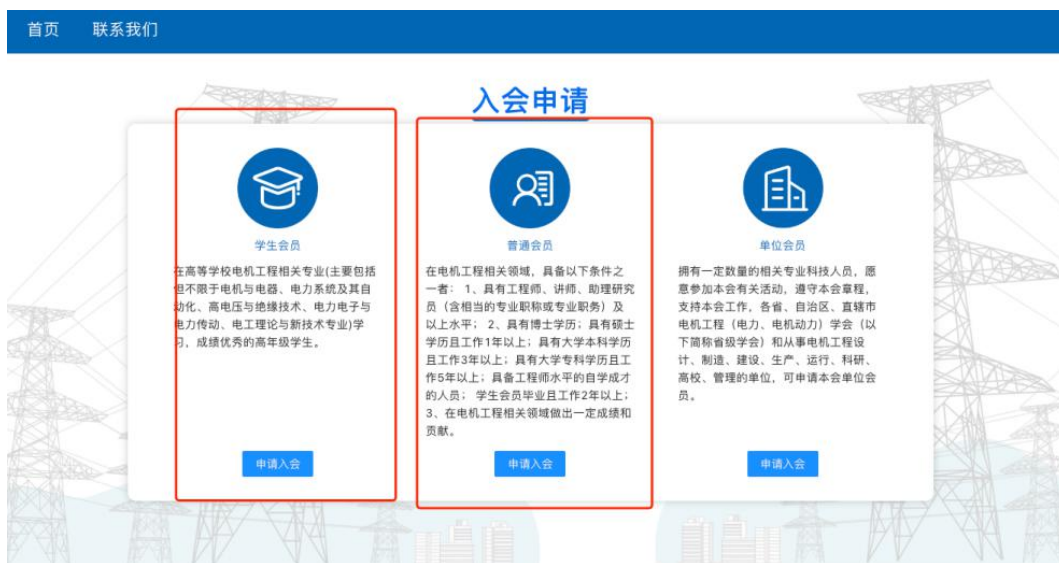 首页 联系我们
入会申请
学生会员
在高等学校电机工程相关专业(主要包括
但不限于电机与电器、电力系统及其自
动化、高电压与绝缘技术、电力电子与
电力传动、电工理论与新技术专业)学
习，成绩优秀的高年级学生。
申请入会
普通会员
在电机工程相关领域，具备以下条件之
一者： 1、具有工程师、讲师、助理研究
员（含相当的专业职称或专业职务）及
以上水平； 2、具有博士学历；具有硕士
学历且工作1年以上；具有大学本科学历
且工作3年以上；具有大学专科学历且工
作5年以上；具备工程师水平的自学成才
的人员； 学生会员毕业且工作2年以上；
3、在电机工程相关领域做出一定成绩和
贡献。
申请入会
单位会员
拥有一定数量的相关专业科技人员，愿
意参加本会有关活动，遵守本会章程，
支持本会工作，各省、自治区、直辖市
电机工程（电力、电机动力）学会（以
下简称省级学会）和从事电机工程设
计、制造、建设、生产、运行、科研、
高校、管理的单位，可申请本会单位会
员。
申请入会